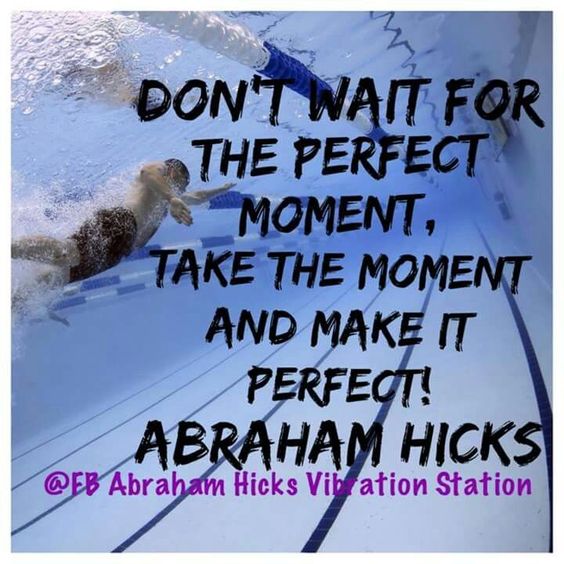 DON'T WAIT FOR
THE PERFECT
MOMENT,
TAKE THE MOMENT
AND MAKE IT
PERFECT!
ABRAHAM HICKS
@FB Abraham Hicks Vibration Station